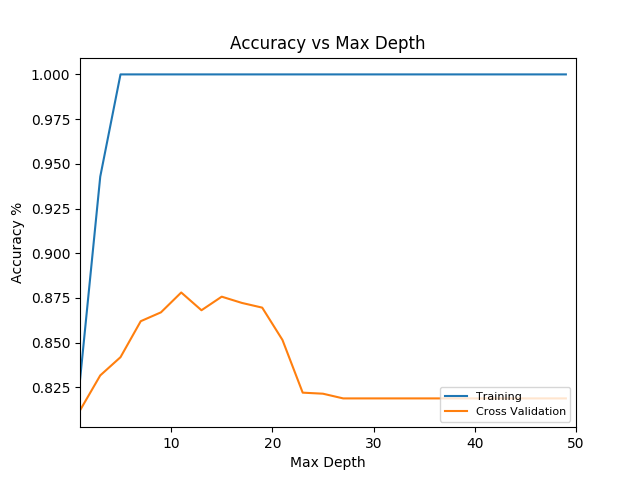 Accuracy vs Max Depth
Accuracy %
1.000
0.975
0.950
0.925
0.900
0.875
0.850
0.825
10 20 30 40 50
Max Depth
Training
Cross Validation